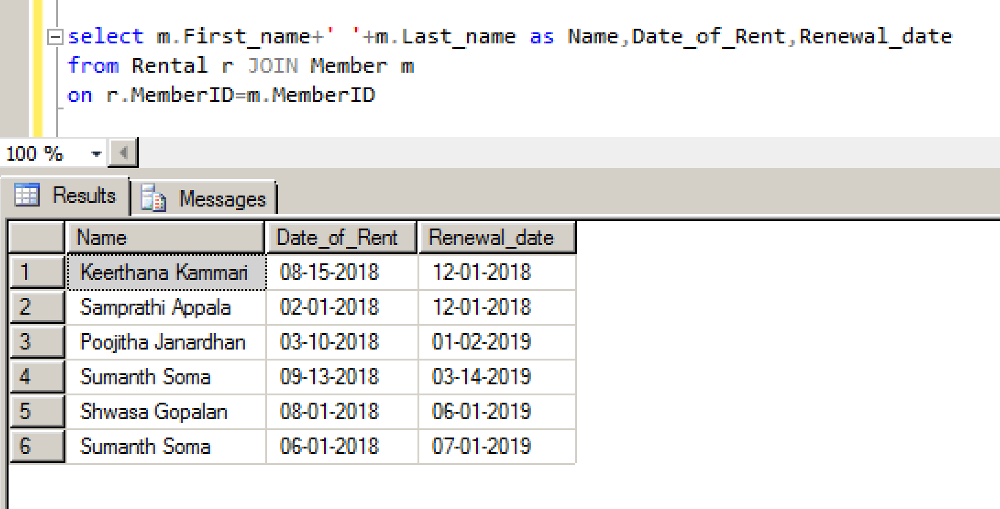 select m.First_name+' '+m.Last_name as Name,Date_of_Rent,Renewal_date
from Rental r JOIN Member m
on r.MemberID=m.MemberID
100 %
Results Messages
Name Date_of_Rent Renewal_date
1 Keerthana Kammari 08-15-2018 12-01-2018
2 Samprathi Appala 02-01-2018 12-01-2018
3 Poojitha Janardhan 03-10-2018 01-02-2019
4 Sumanth Soma 09-13-2018 03-14-2019
5 Shwasa Gopalan 08-01-2018 06-01-2019
6 Sumanth Soma 06-01-2018 07-01-2019